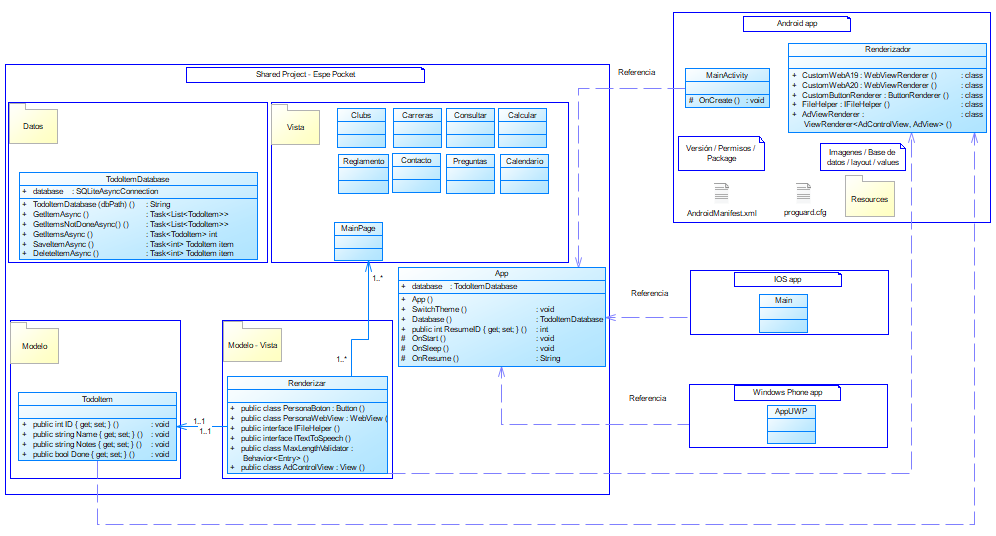 Shared Project - Espe Pocket
Datos
TodoItemDatabase
+ database : SQLiteAsyncConnection
+ TodoItemDatabase (dbPath) () : String
+ GetItemAsync () : Task<List<TodoItem>>
+ GetItemsNotDoneAsync() () : Task<List<TodoItem>>
+ GetItemsAsync () : Task<TodoItem> int
+ SaveItemAsync () : Task<int> TodoItem item
+ DeleteItemAsync () : Task<int> TodoItem item
Vista
Clubs
Carreras
Consultar
Calcular
Reglamento
Contacto
Preguntas
Calendario
MainPage
1..*
1..*
App
+ database : TodoItemDatabase
+ App ()
+ SwitchTheme () : void
+ Database () : TodoItemDatabase
+ public int ResumeID { get; set; } () : int
# OnStart () : void
# OnSleep () : void
# OnResume () : String
Modelo
TodoItem
+ public int ID { get; set; } () : void
+ public string Name { get; set; } () : void
+ public string Notes { get; set; } () : void
+ public bool Done { get; set; } () : void
1..1
1..1
Modelo - Vista
Renderizar
+ public class PersonaBoton : Button ()
+ public class PersonaWebView : WebView (
+ public interface IFileHelper ()
+ public interface ITextToSpeech ()
+ public class MaxLengthValidator :
Behavior<Entry> ()
+ public class AdControlView : View ()
Android app
Referencia
MainActivity
# OnCreate () : void
Renderizador
+ CustomWebA19 : WebViewRenderer () : class
+ CustomWebA20 : WebViewRenderer () : class
+ CustomButtonRenderer : ButtonRenderer () : class
+ FileHelper : IFileHelper () : class
+ AdViewRenderer : : class
ViewRenderer<AdControlView, AdView> ()
Versión / Permisos /
Package
Imagenes / Base de
datos / layout / values
AndroidManifest.xml
proguard.cfg
Resources
Referencia
IOS app
Main
Referencia
Windows Phone app
AppUWP